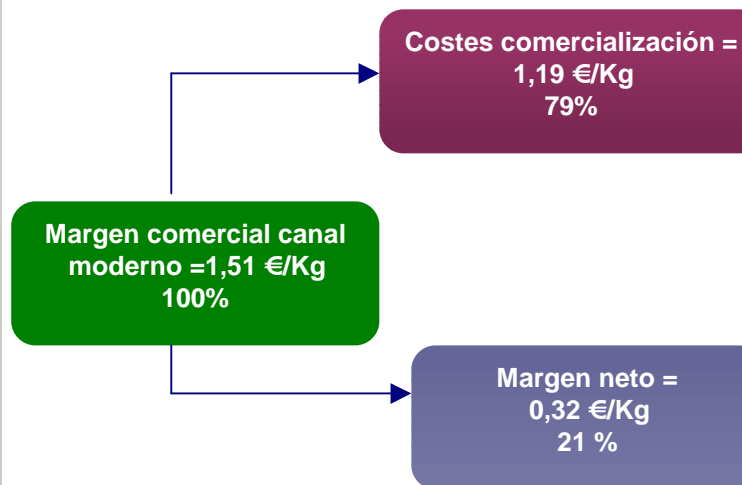 Costes comercialización =
1,19 €/Kg
79%
Margen comercial canal
moderno =1,51 €/Kg
100%
Margen neto =
0,32 €/Kg
21 %